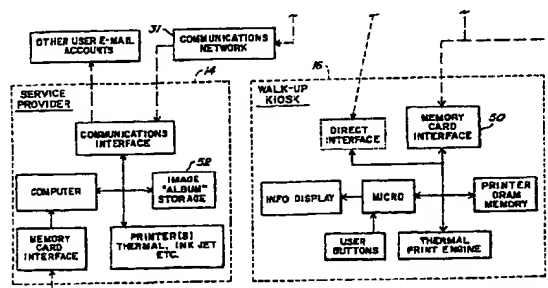 OTHER USER E-MAIL
ACCOUNTS
31
COMMUNICATIONS
NETWORK
14
SERVICE
PROVIDER
COMMUNICATIONS
INTERFACE
COMPUTER
52
IMAGE
"ALBUM"
STORAGE
MEMORY
CARD
INTERFACE
PRINTER(S)
THERMAL, INK JET
ETC.
16
WALK-UP
KIOSK
DIRECT
INTERFACE
MEMORY
CARD
INTERFACE
50
INFO DISPLAY
MICRO
PRINTER
DRAM
MEMORY
USER
BUTTONS
THERMAL
PRINT ENGINE